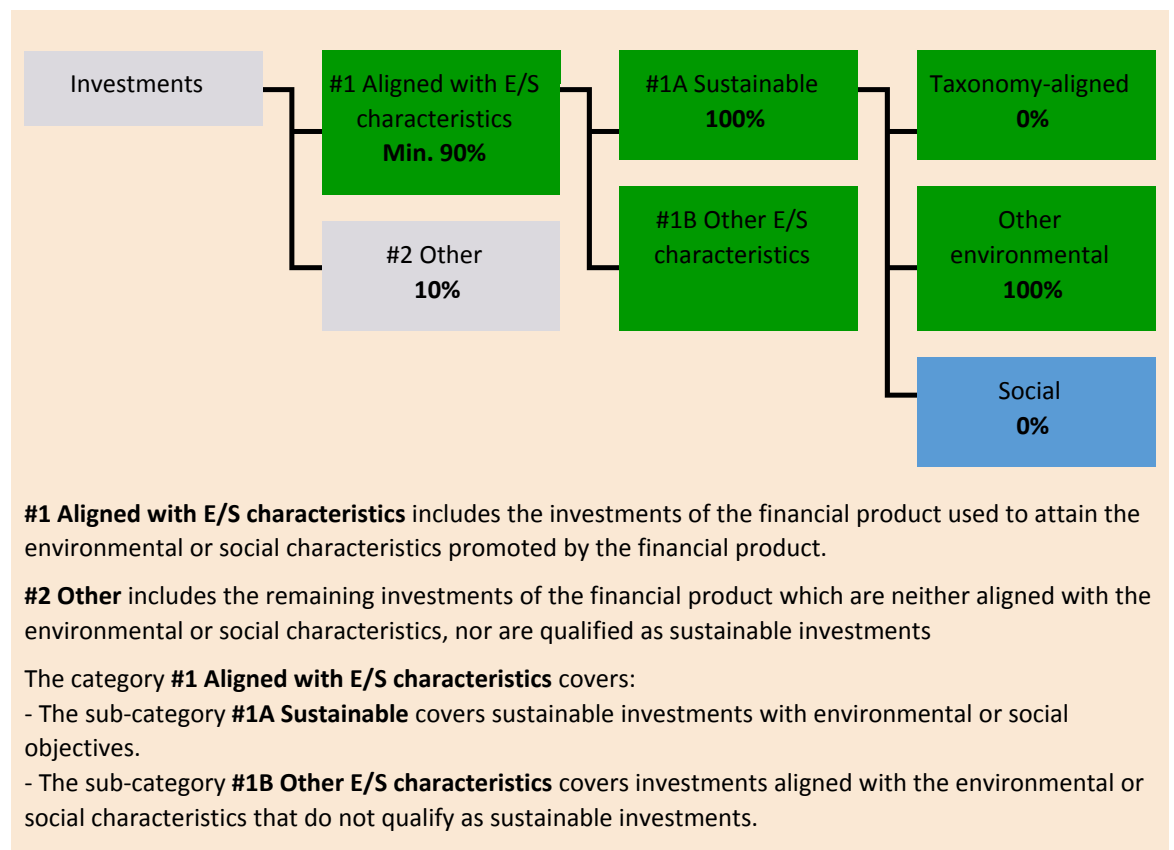 Investments
#1 Aligned with E/S
characteristics
Min. 90%
#2 Other
10%
#1A Sustainable
100%
#1B Other E/S
characteristics
Taxonomy-aligned
0%
Other
environmental
100%
Social
0%
#1 Aligned with E/S characteristics includes the investments of the financial product used to attain the
environmental or social characteristics promoted by the financial product.
#2 Other includes the remaining investments of the financial product which are neither aligned with the
environmental or social characteristics, nor are qualified as sustainable investments
The category #1 Aligned with E/S characteristics covers:
- The sub-category #1A Sustainable covers sustainable investments with environmental or social
objectives.
- The sub-category #1B Other E/S characteristics covers investments aligned with the environmental or
social characteristics that do not qualify as sustainable investments.